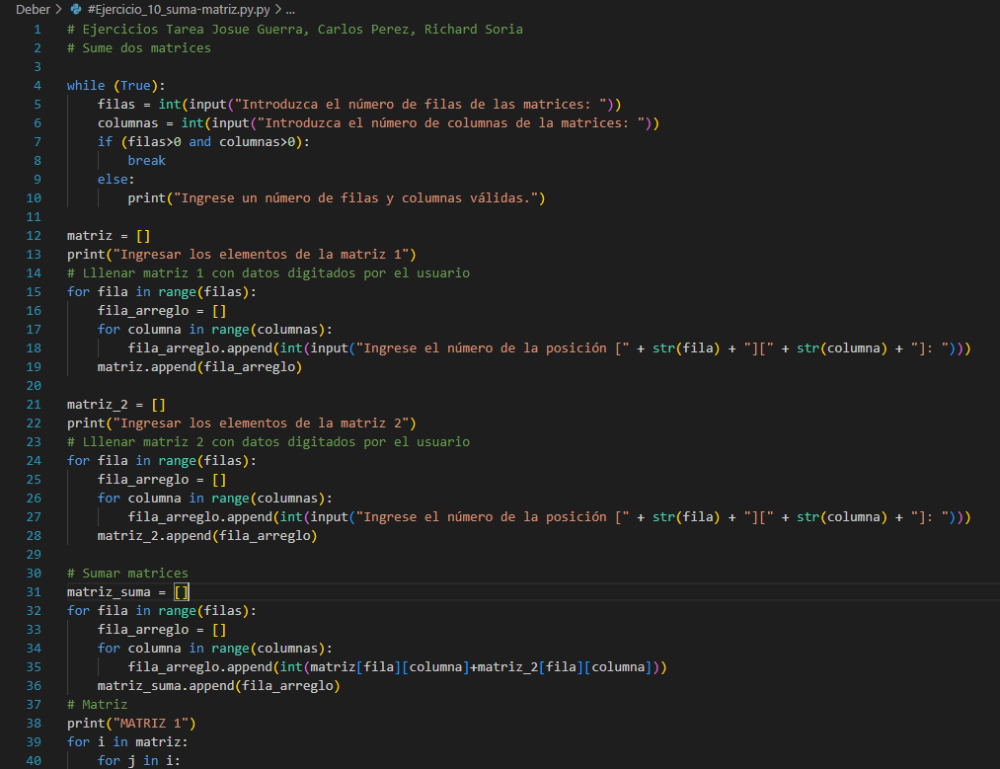 Deber > #Ejercicio_10_suma-matriz.py.py > ...
1 # Ejercicios Tarea Josue Guerra, Carlos Perez, Richard Soria
2 # Sume dos matrices
3
4 while (True):
5     filas = int(input("Introduzca el número de filas de las matrices: "))
6     columnas = int(input("Introduzca el número de columnas de la matrices: "))
7     if (filas>0 and columnas>0):
8         break
9     else:
10         print("Ingrese un número de filas y columnas válidas.")
11
12 matriz = []
13 print("Ingresar los elementos de la matriz 1")
14 # Lllenar matriz 1 con datos digitados por el usuario
15 for fila in range(filas):
16     fila_arreglo = []
17     for columna in range(columnas):
18         fila_arreglo.append(int(input("Ingrese el número de la posición [" + str(fila) + "][" + str(columna) + "]: ")))
19     matriz.append(fila_arreglo)
20
21 matriz_2 = []
22 print("Ingresar los elementos de la matriz 2")
23 # Lllenar matriz 2 con datos digitados por el usuario
24 for fila in range(filas):
25     fila_arreglo = []
26     for columna in range(columnas):
27         fila_arreglo.append(int(input("Ingrese el número de la posición [" + str(fila) + "][" + str(columna) + "]: ")))
28     matriz_2.append(fila_arreglo)
29
30 # Sumar matrices
31 matriz_suma = []
32 for fila in range(filas):
33     fila_arreglo = []
34     for columna in range(columnas):
35         fila_arreglo.append(int(matriz[fila][columna]+matriz_2[fila][columna]))
36     matriz_suma.append(fila_arreglo)
37 # Matriz
38 print("MATRIZ 1")
39 for i in matriz:
40     for j in i: